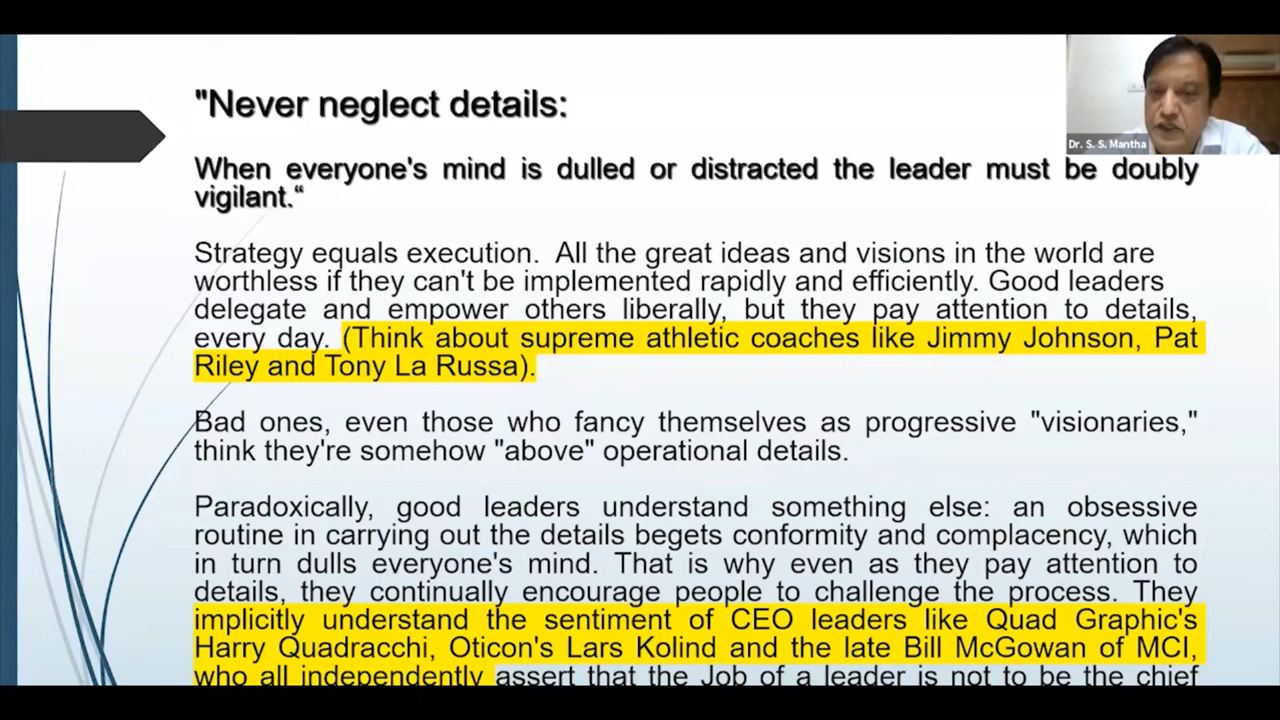 "Never neglect details:
Dr. S. S. Mantha
When everyone's mind is dulled or distracted the leader must be doubly
vigilant.“
Strategy equals execution.  All the great ideas and visions in the world are
worthless if they can't be implemented rapidly and efficiently. Good leaders
delegate and empower others liberally, but they pay attention to details,
every day. (Think about supreme athletic coaches like Jimmy Johnson, Pat
Riley and Tony La Russa).
Bad ones, even those who fancy themselves as progressive "visionaries,"
think they're somehow "above" operational details.
Paradoxically, good leaders understand something else: an obsessive
routine in carrying out the details begets conformity and complacency, which
in turn dulls everyone's mind. That is why even as they pay attention to
details, they continually encourage people to challenge the process. They
implicitly understand the sentiment of CEO leaders like Quad Graphic's
Harry Quadracchi, Oticon's Lars Kolind and the late Bill McGowan of MCI,
who all independently assert that the Job of a leader is not to be the chief